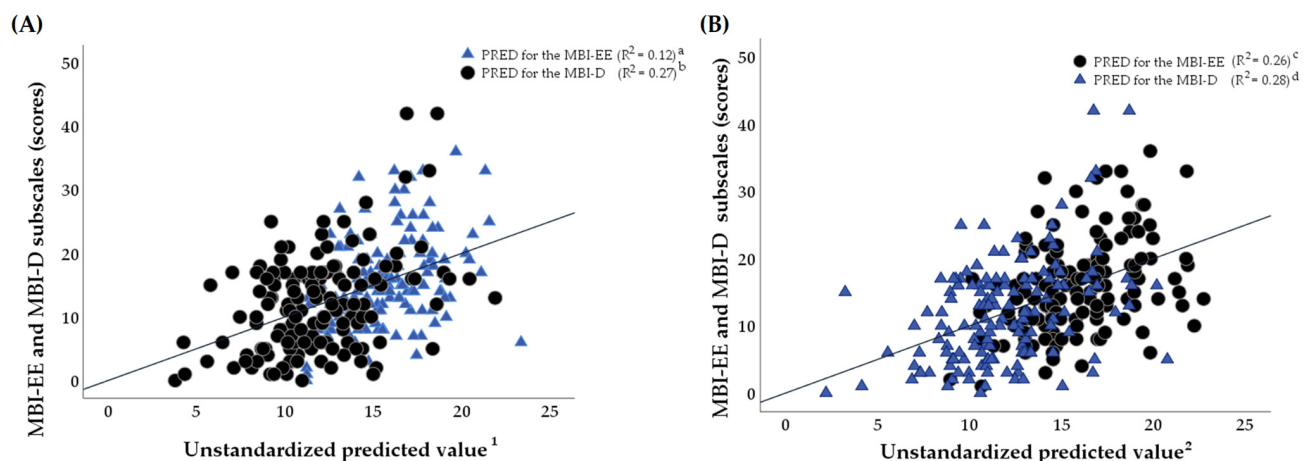 (A)
PRED for the MBI-EE (R² = 0.12)ᵃ
PRED for the MBI-D (R² = 0.27)ᵇ
MBI-EE and MBI-D subscales (scores)
50
40
30
20
10
0
0 5 10 15 20 25
Unstandardized predicted value¹
(B)
PRED for the MBI-EE (R² = 0.26)ᶜ
PRED for the MBI-D (R² = 0.28)ᵈ
MBI-EE and MBI-D subscales (scores)
50
40
30
20
10
0
0 5 10 15 20 25
Unstandardized predicted value²